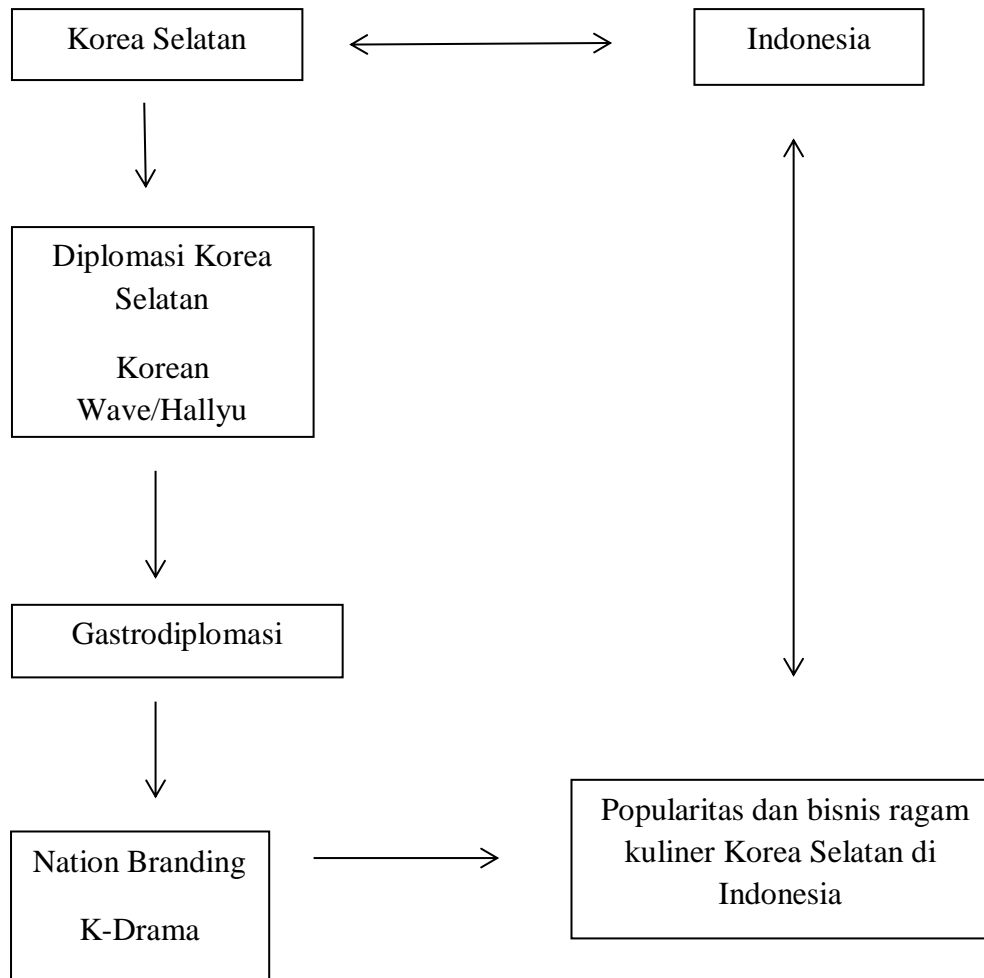 Korea Selatan
Indonesia
Diplomasi Korea
Selatan
Korean
Wave/Hallyu
Gastrodiplomasi
Nation Branding
K-Drama
Popularitas dan bisnis ragam
kuliner Korea Selatan di
Indonesia